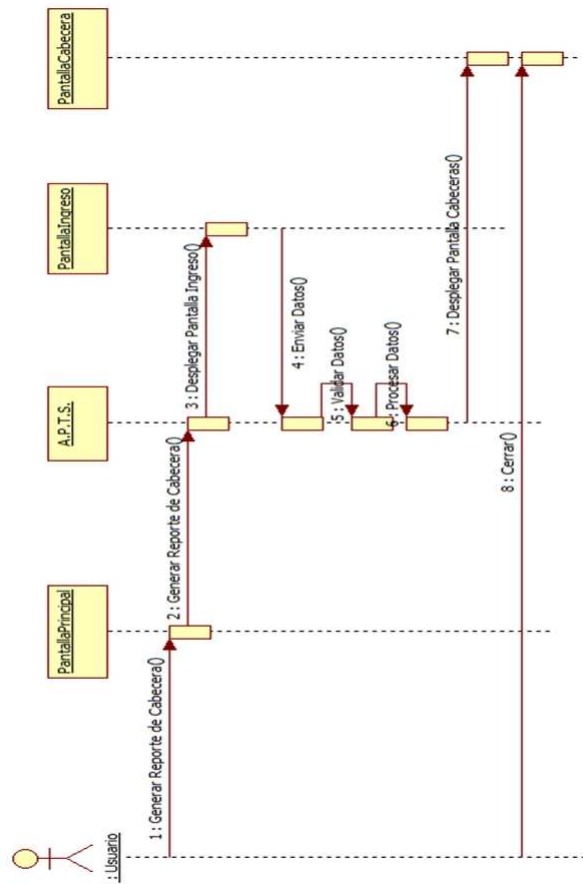 : Usuario
PantallaPrincipal
A.P.T.S.
PantallaIngreso
PantallaCabecera
1 : Generar Reporte de Cabecera()
2 : Generar Reporte de Cabecera()
3 : Desplegar Pantalla Ingreso()
4 : Enviar Datos()
5 : Validar Datos()
6 : Procesar Datos()
7 : Desplegar Pantalla Cabeceras()
8 : Cerrar()